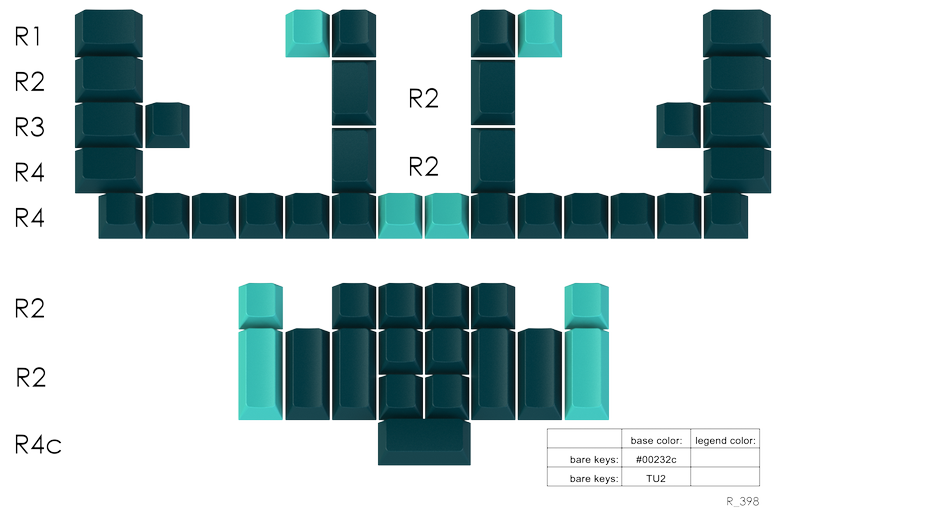 R1
R2
R2
R3
R2
R4
R4
R2
R2
R4c
base color: legend color:
bare keys: #00232c
bare keys: TU2
R_398